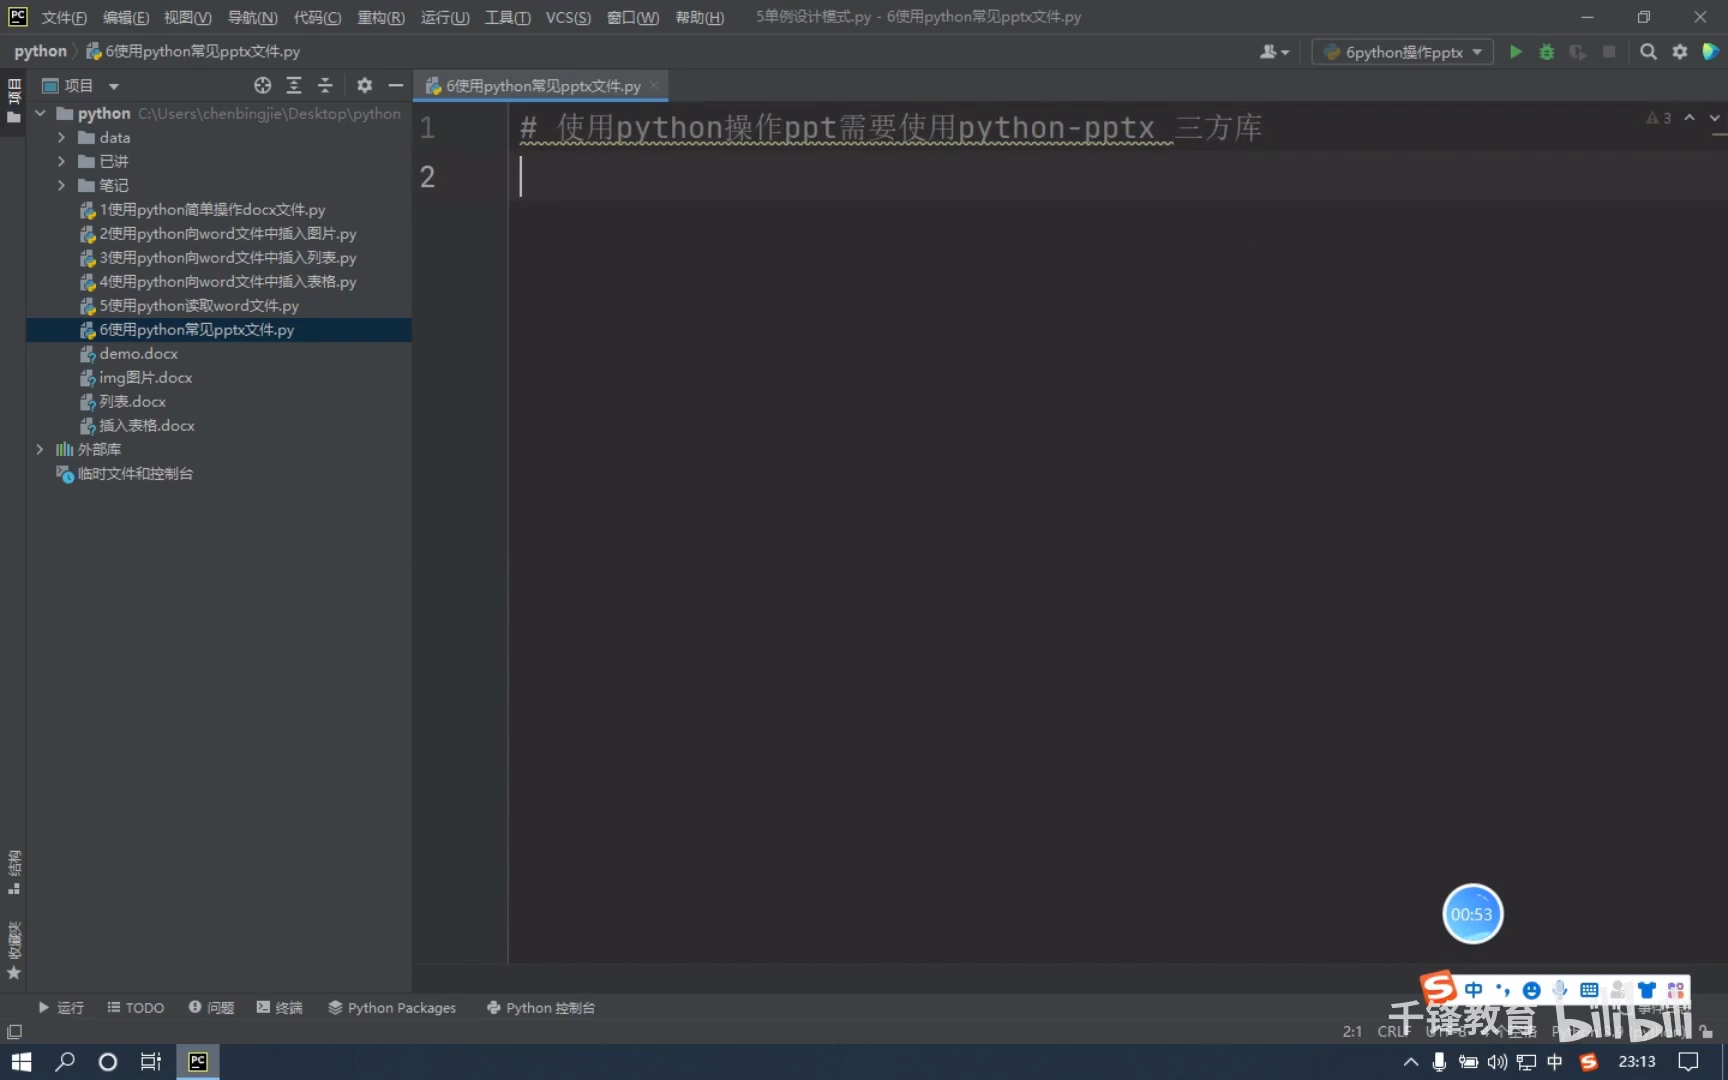 文件(F) 编辑(E) 视图(V) 导航(N) 代码(C) 重构(R) 运行(U) 工具(T) VCS(S) 窗口(W) 帮助(H) 5单例设计模式.py - 6使用python常见pptx文件.py
python 6使用python常见pptx文件.py
6python操作pptx
项目
项目
6使用python常见pptx文件.py
python C:\Users\chenbingjie\Desktop\python
data
已讲
笔记
1使用python简单操作docx文件.py
2使用python向word文件中插入图片.py
3使用python向word文件中插入列表.py
4使用python向word文件中插入表格.py
5使用python读取word文件.py
6使用python常见pptx文件.py
demo.docx
img图片.docx
列表.docx
插入表格.docx
外部库
临时文件和控制台
1 # 使用python操作ppt需要使用python-pptx 三方库
2
3
结构
收藏夹
00:53
中
运行 TODO 问题 终端 Python Packages Python 控制台
千锋教育 bilibili
2:1 CRLF
中 23:13